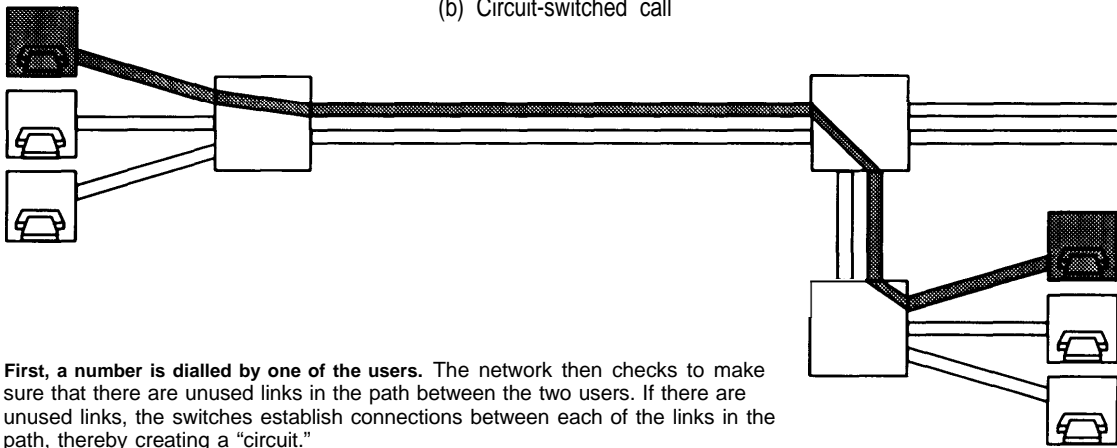 (b) Circuit-switched call
First, a number is dialled by one of the users. The network then checks to make
sure that there are unused links in the path between the two users. If there are
unused links, the switches establish connections between each of the links in the
path, thereby creating a “circuit.”